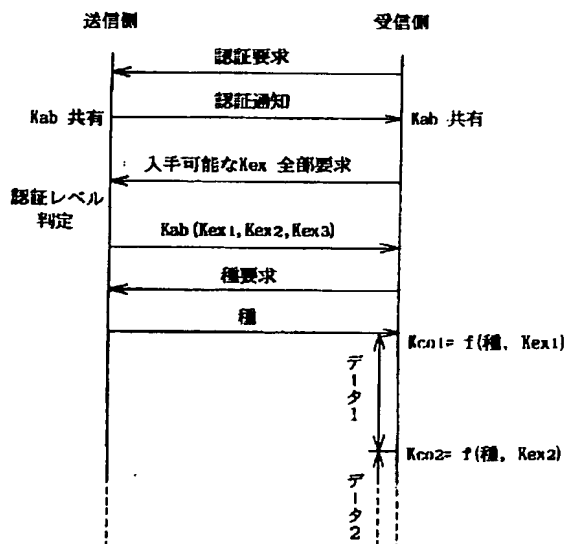 送信側
受信側
認証要求
認証通知
Kab 共有
Kab 共有
入手可能なKex 全部要求
認証レベル
判定
Kab(Kex1,Kex2,Kex3)
種要求
種
Kco1= f(種, Kex1)
データ1
Kco2= f(種, Kex2)
データ2